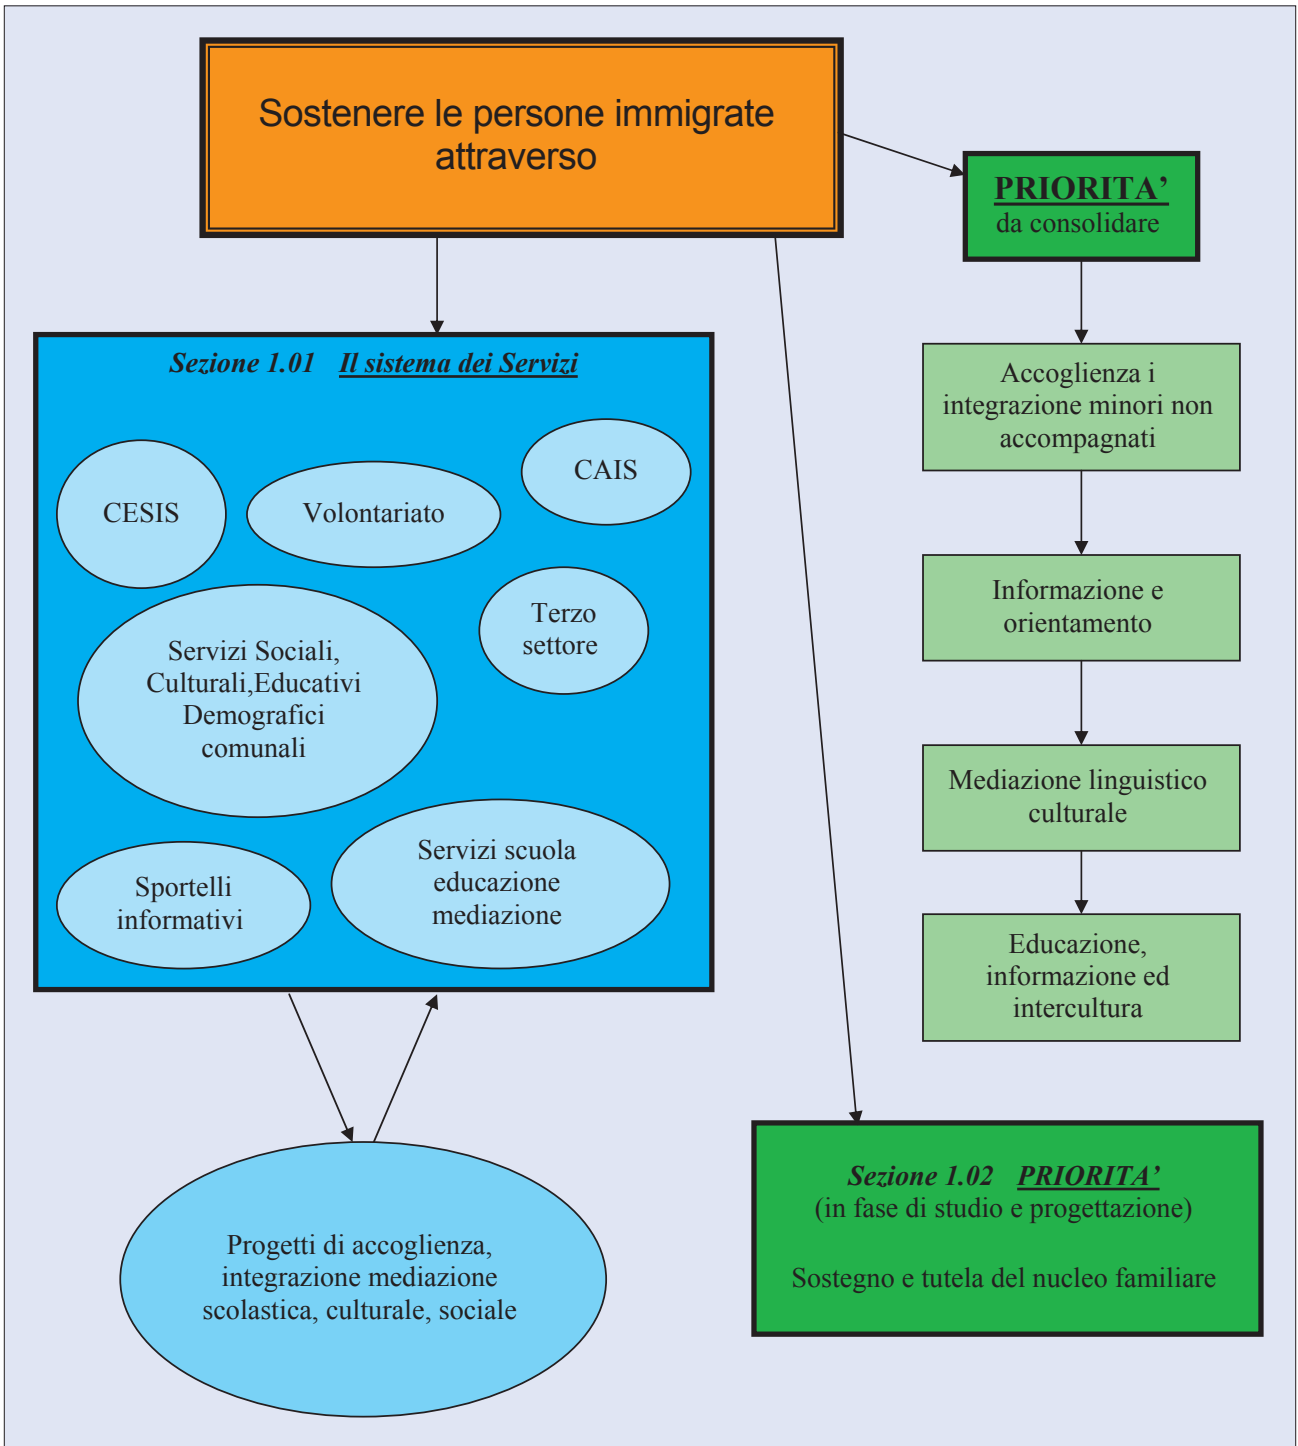 Sostenere le persone immigrate
attraverso
PRIORITA’
da consolidare
Sezione 1.01 Il sistema dei Servizi
CESIS
Volontariato
CAIS
Servizi Sociali,
Culturali,Educativi
Demografici
comunali
Terzo
settore
Sportelli
informativi
Servizi scuola
educazione
mediazione
Progetti di accoglienza,
integrazione mediazione
scolastica, culturale, sociale
Accoglienza i
integrazione minori non
accompagnati
Informazione e
orientamento
Mediazione linguistico
culturale
Educazione,
informazione ed
intercultura
Sezione 1.02 PRIORITA’
(in fase di studio e progettazione)
Sostegno e tutela del nucleo familiare